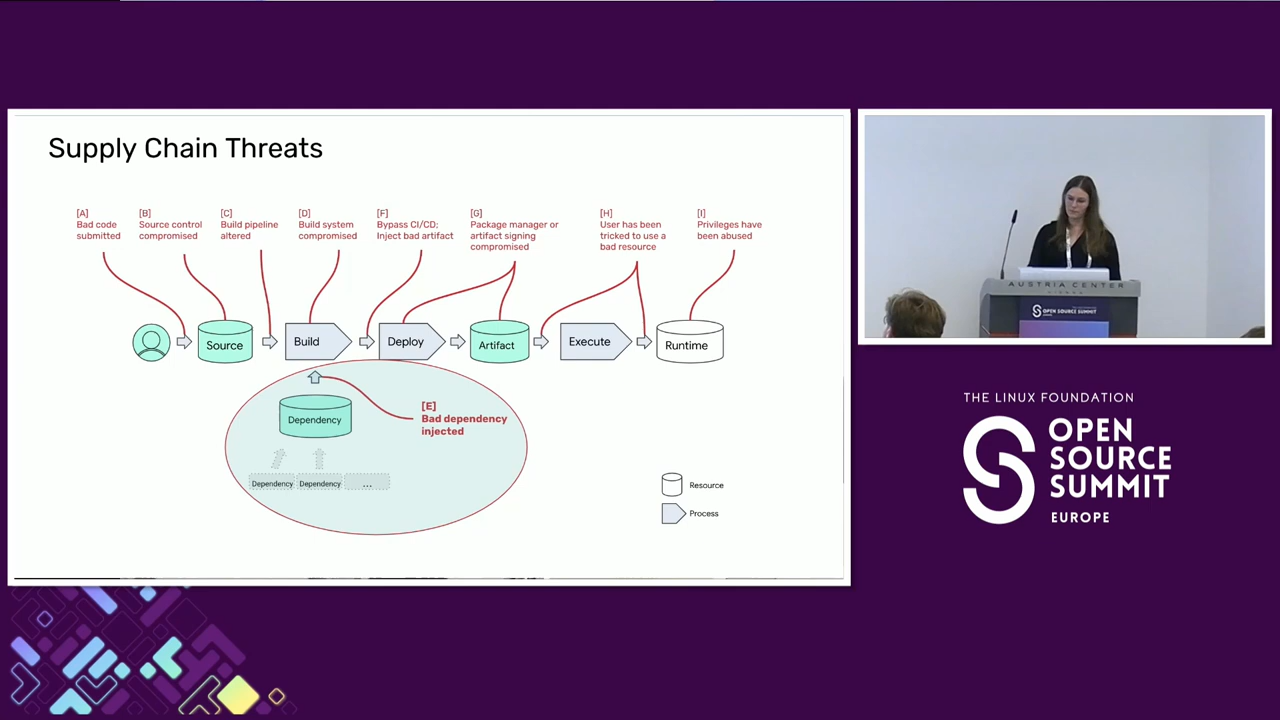 Supply Chain Threats
[A]
Bad code
submitted
[B]
Source control
compromised
[C]
Build pipeline
altered
[D]
Build system
compromised
[F]
Bypass CI/CD;
Inject bad artifact
[G]
Package manager or
artifact signing
compromised
[H]
User has been
tricked to use a
bad resource
[I]
Privileges have
been abused
Source
Build
Deploy
Artifact
Execute
Runtime
[E]
Bad dependency
injected
Dependency
Dependency
Dependency
...
Resource
Process
AUSTRIA CENTER
OPEN SOURCE SUMMIT
THE LINUX FOUNDATION
OPEN
SOURCE
SUMMIT
EUROPE